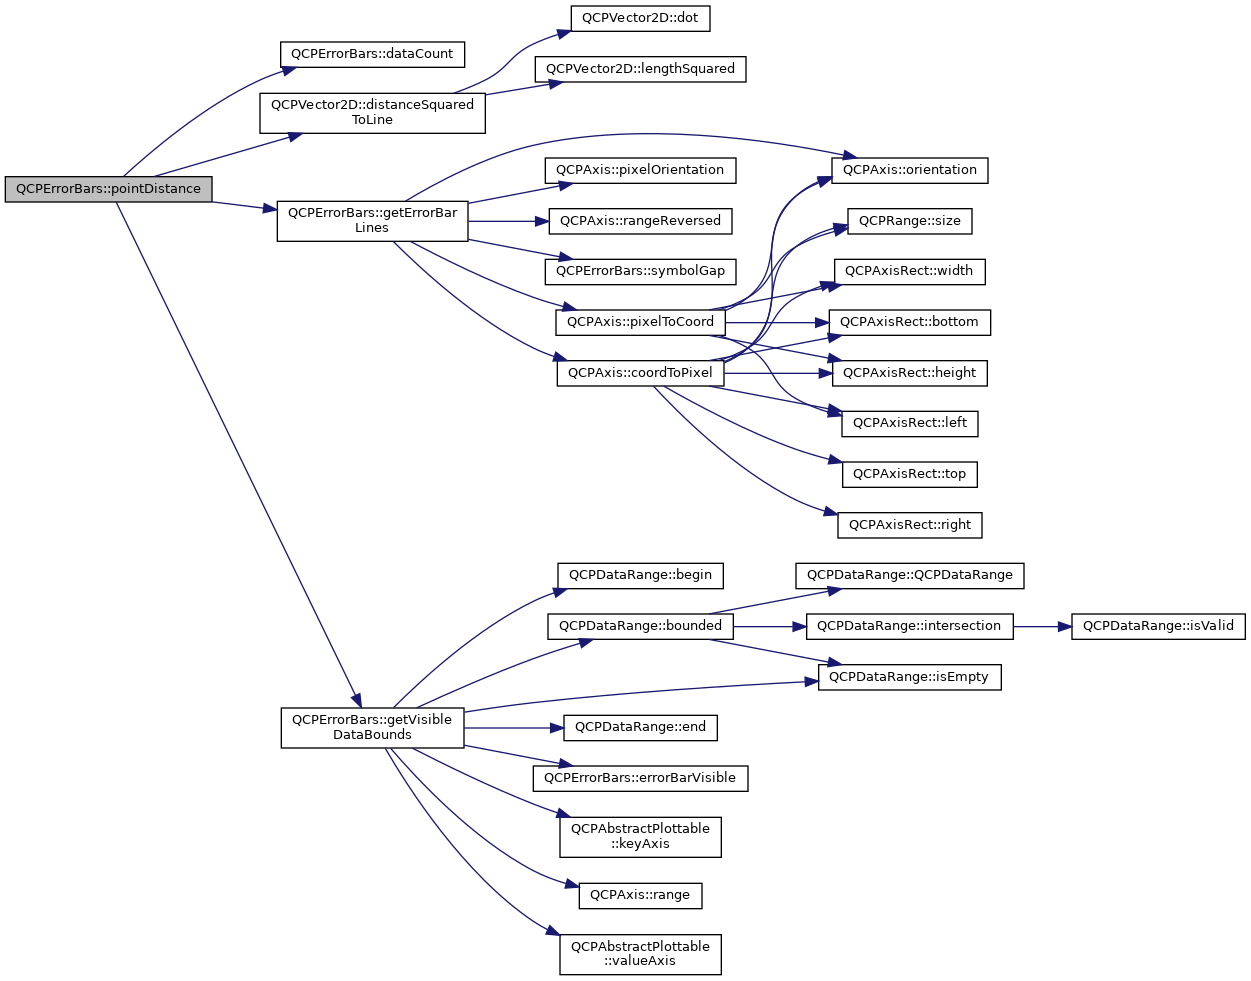 QCPErrorBars::pointDistance
QCPErrorBars::dataCount
QCPVector2D::distanceSquared
ToLine
QCPVector2D::dot
QCPVector2D::lengthSquared
QCPErrorBars::getErrorBar
Lines
QCPAxis::orientation
QCPAxis::pixelOrientation
QCPAxis::rangeReversed
QCPErrorBars::symbolGap
QCPAxis::pixelToCoord
QCPAxis::coordToPixel
QCPRange::size
QCPAxisRect::width
QCPAxisRect::bottom
QCPAxisRect::height
QCPAxisRect::left
QCPAxisRect::top
QCPAxisRect::right
QCPErrorBars::getVisible
DataBounds
QCPDataRange::begin
QCPDataRange::bounded
QCPDataRange::QCPDataRange
QCPDataRange::intersection
QCPDataRange::isValid
QCPDataRange::isEmpty
QCPDataRange::end
QCPErrorBars::errorBarVisible
QCPAbstractPlottable
::keyAxis
QCPAxis::range
QCPAbstractPlottable
::valueAxis